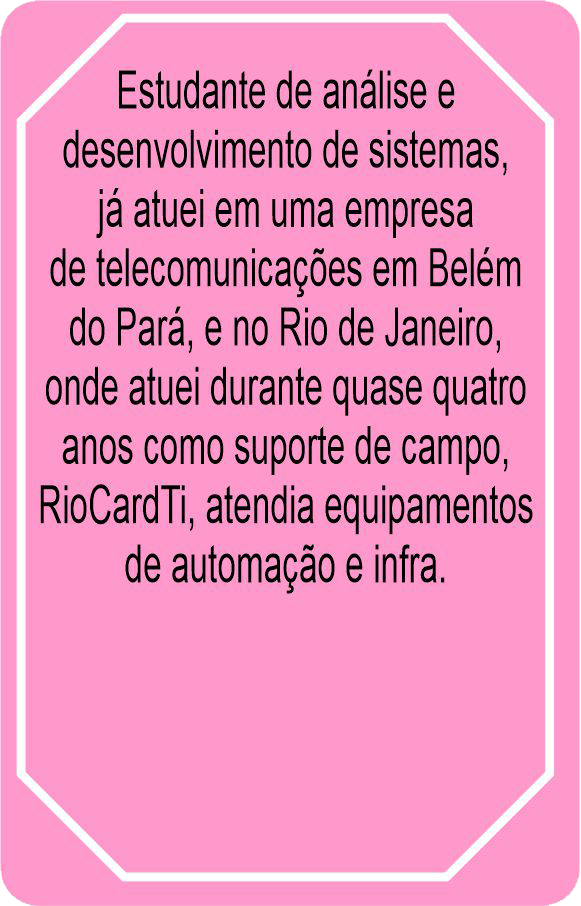 Estudante de análise e
desenvolvimento de sistemas,
já atuei em uma empresa
de telecomunicações em Belém
do Pará, e no Rio de Janeiro,
onde atuei durante quase quatro
anos como suporte de campo,
RioCardTi, atendia equipamentos
de automação e infra.